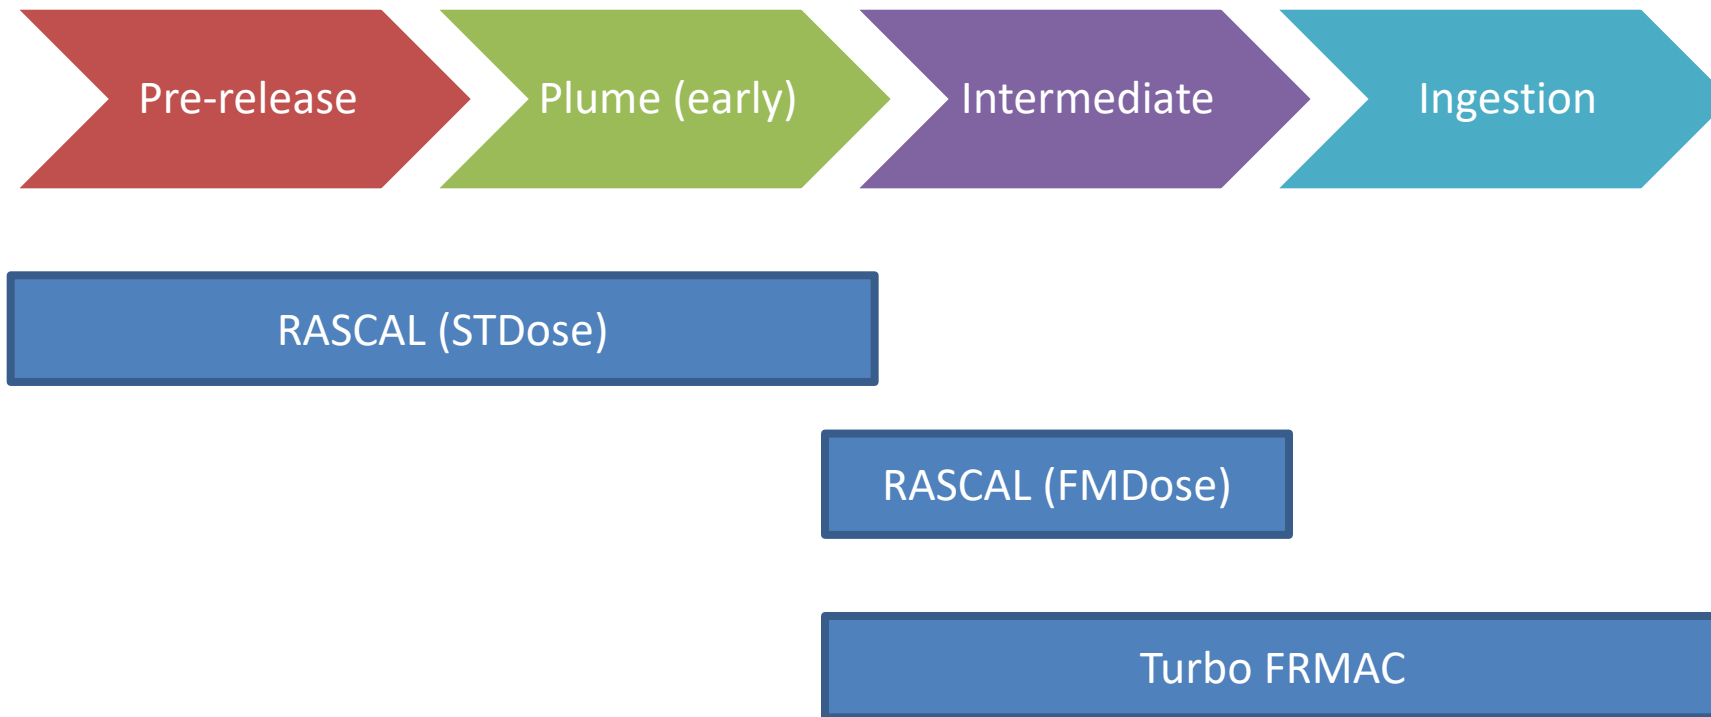 Pre-release
Plume (early)
Intermediate
Ingestion
RASCAL (STDose)
RASCAL (FMDose)
Turbo FRMAC